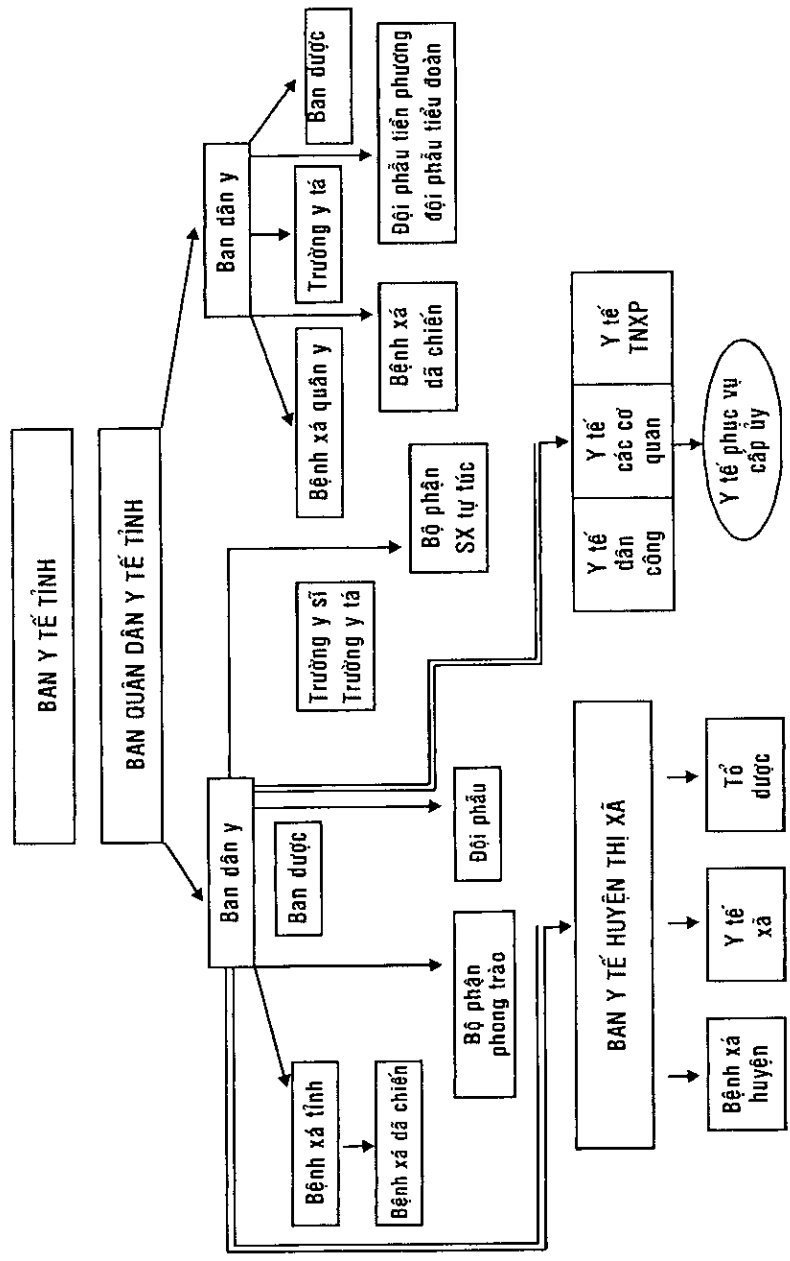 BAN Y TẾ TỈNH
BAN QUÂN DÂN Y TẾ TỈNH
Ban dân y
Ban dân y
Bệnh xá tỉnh
Ban dược
Trường y sĩ
Trường y tá
Bệnh xá quân y
Trường y tá
Ban dược
Bệnh xá dã chiến
Bộ phận
SX tự túc
Bệnh xá
dã chiến
Đội phẫu tiền phương
đội phẫu tiểu đoàn
Bộ phận
phong trào
Đội phẫu
BAN Y TẾ HUYỆN THỊ XÃ
Y tế
dân
công
Y tế
các cơ
quan
Y tế
TNXP
Bệnh xá
huyện
Y tế
xã
Tổ
dược
Y tế phục vụ
cấp ủy